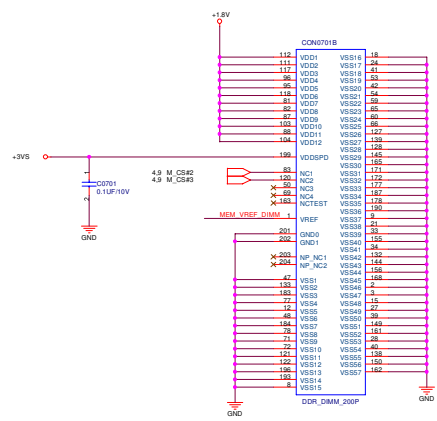 +1.8V
CON0701B
112 VDD1 VSS16 18
111 VDD2 VSS17 24
117 VDD3 VSS18 41
96 VDD4 VSS19 53
95 VDD5 VSS20 42
118 VDD6 VSS21 54
81 VDD7 VSS22 59
82 VDD8 VSS23 65
87 VDD9 VSS24 60
103 VDD10 VSS25 66
88 VDD11 VSS26 127
104 VDD12 VSS27 139
VSS28 128
+3VS 199 VDDSPD VSS29 145
VSS30 165
4,9 M_CS#2 83 NC1 VSS31 171
4,9 M_CS#3 120 NC2 VSS32 172
50 NC3 VSS33 177
69 NC4 VSS34 187
163 NCTEST VSS35 178
VSS36 190
MEM_VREF_DIMM 1 VREF VSS37 9
VSS38 21
201 GND0 VSS39 33
202 GND1 VSS40 155
VSS41 34
203 NP_NC1 VSS42 132
204 NP_NC2 VSS43 144
VSS44 156
47 VSS1 VSS45 168
133 VSS2 VSS46 2
183 VSS3 VSS47 3
77 VSS4 VSS48 15
12 VSS5 VSS49 27
48 VSS6 VSS50 39
184 VSS7 VSS51 149
78 VSS8 VSS52 161
71 VSS9 VSS53 28
72 VSS10 VSS54 40
121 VSS11 VSS55 138
122 VSS12 VSS56 150
196 VSS13 VSS57 162
193 VSS14
8 VSS15
DDR_DIMM_200P
1
C0701
0.1UF/10V
2
GND
GND
GND